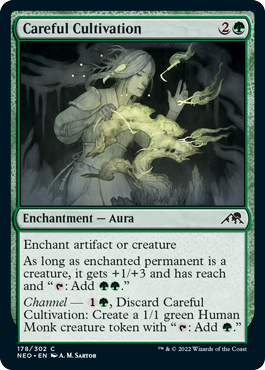 Careful Cultivation 2
Enchantment — Aura
Enchant artifact or creature
As long as enchanted permanent is a
creature, it gets +1/+3 and has reach
and “: Add .”
Channel — 1, Discard Careful
Cultivation: Create a 1/1 green Human
Monk creature token with “: Add .”
178/302 C
NEO • EN A. M. SARTOR
™ & © 2022 Wizards of the Coast